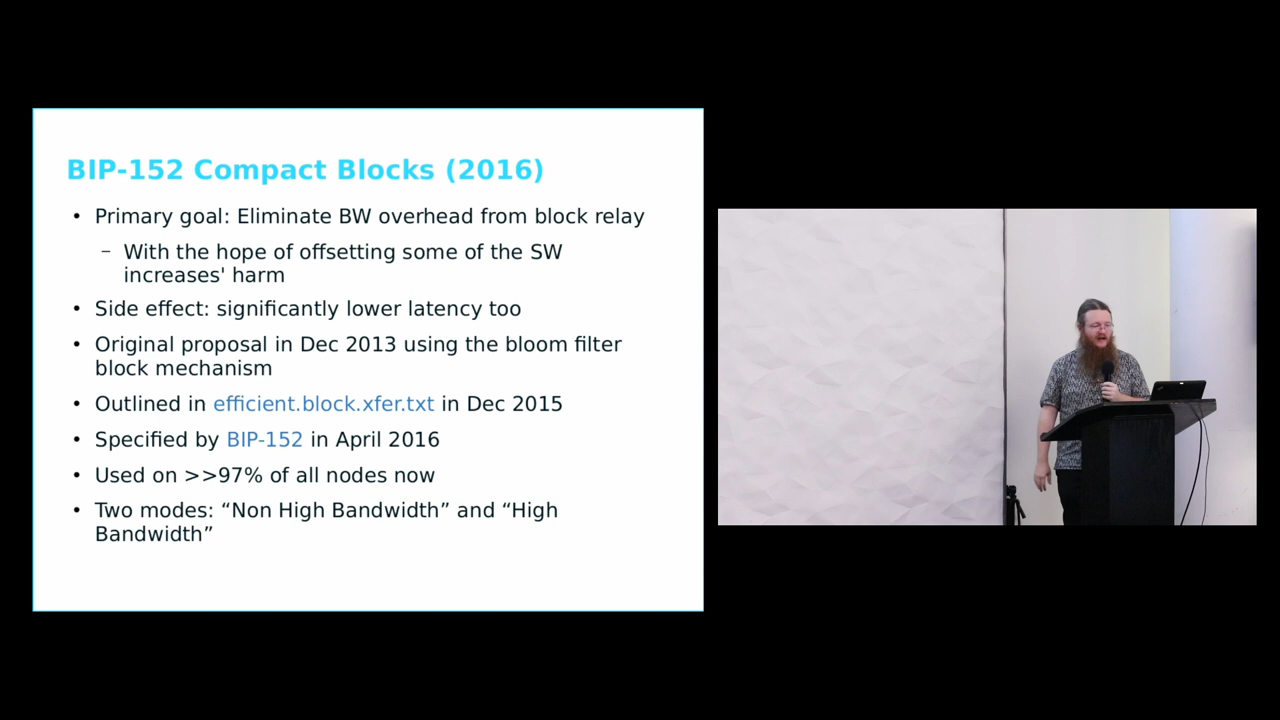 BIP-152 Compact Blocks (2016)
• Primary goal: Eliminate BW overhead from block relay
– With the hope of offsetting some of the SW
increases' harm
• Side effect: significantly lower latency too
• Original proposal in Dec 2013 using the bloom filter
block mechanism
• Outlined in efficient.block.xfer.txt in Dec 2015
• Specified by BIP-152 in April 2016
• Used on >>97% of all nodes now
• Two modes: “Non High Bandwidth” and “High
Bandwidth”